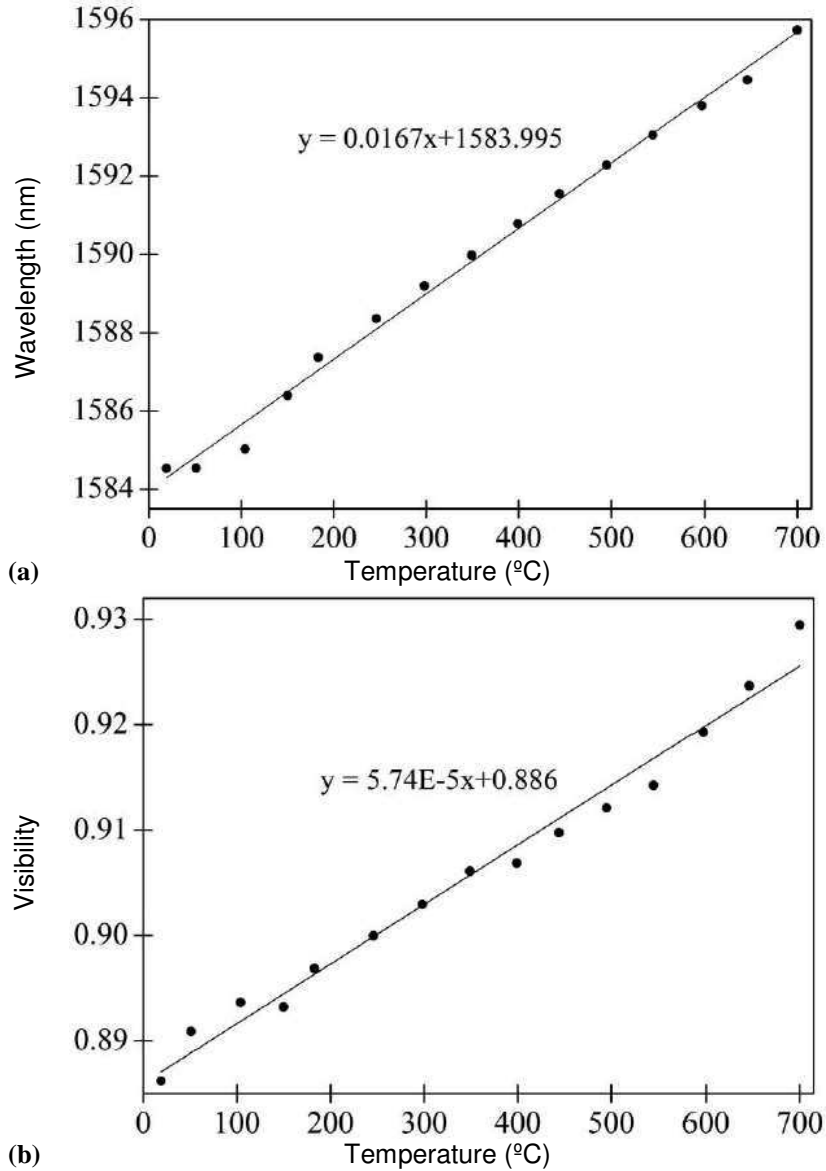 1596
1594
1592
1590
1588
1586
1584
Wavelength (nm)
y = 0.0167x+1583.995
0 100 200 300 400 500 600 700
(a) Temperature (ºC)
0.93
0.92
0.91
0.90
0.89
Visibility
y = 5.74E-5x+0.886
0 100 200 300 400 500 600 700
(b) Temperature (ºC)